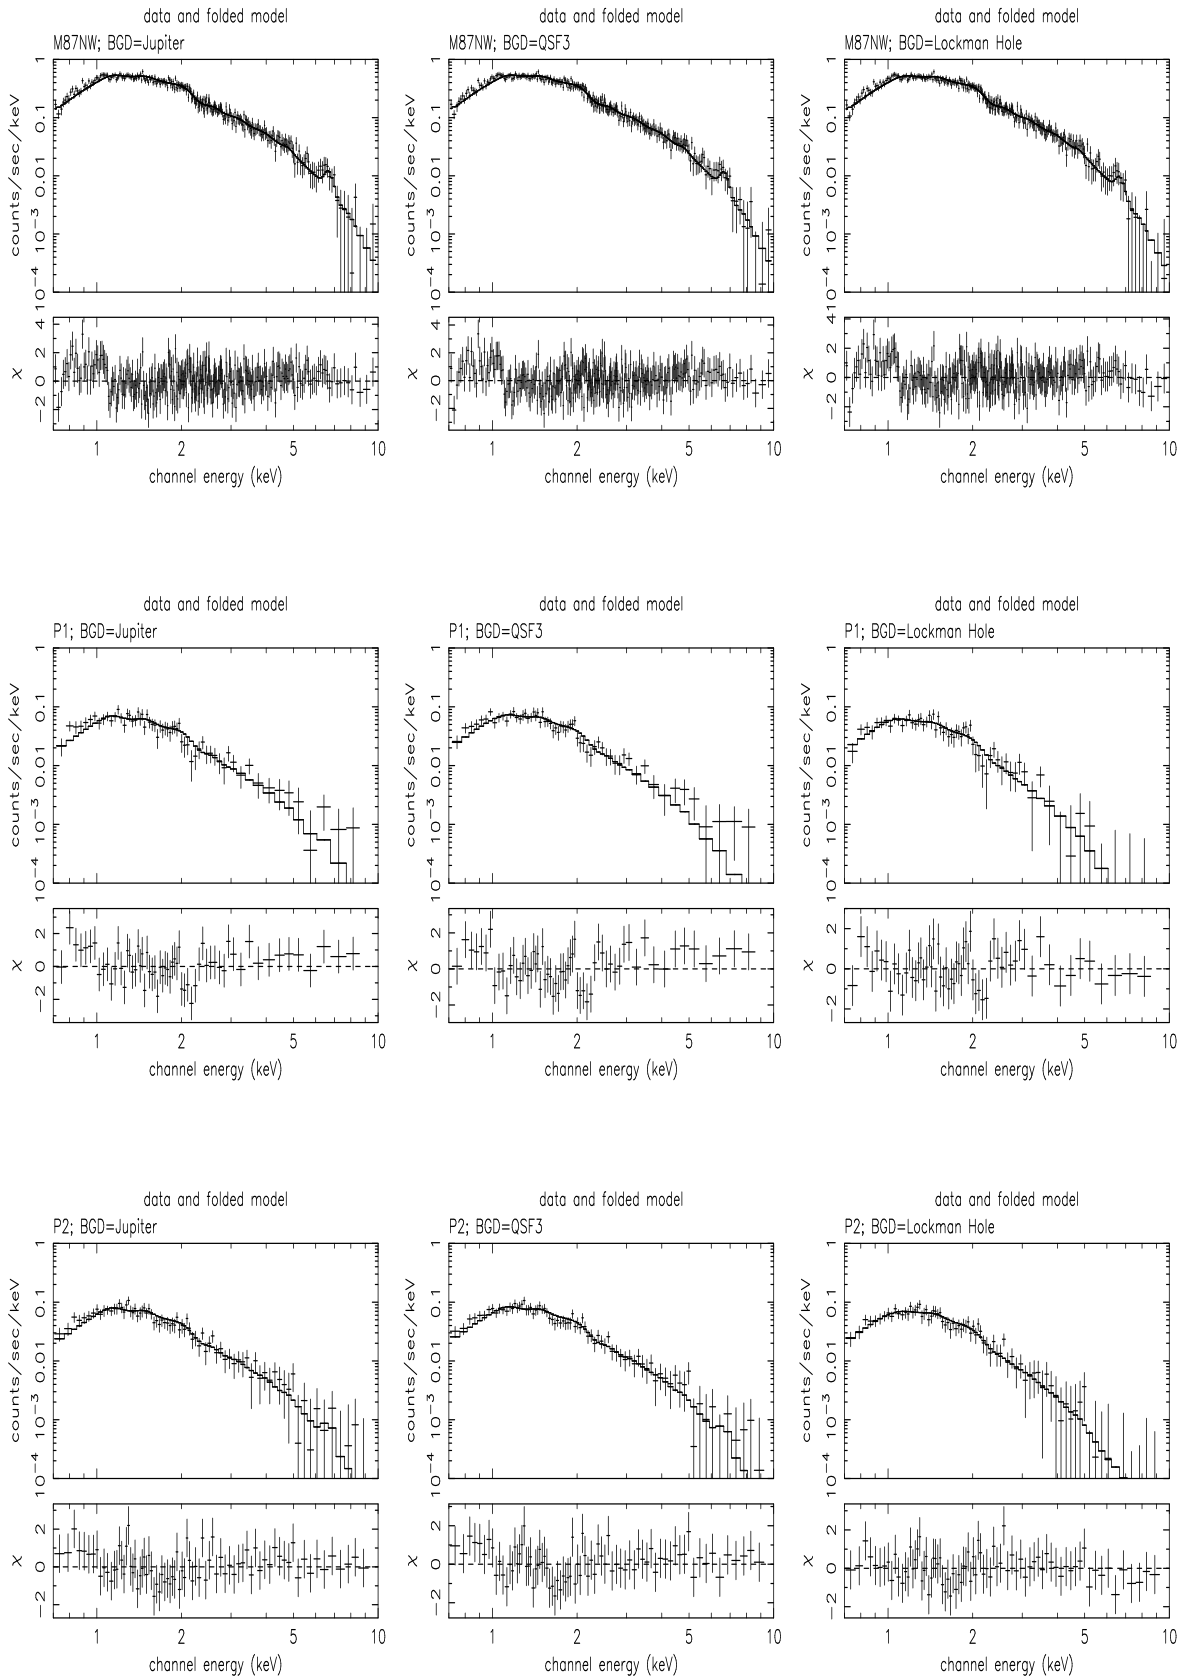 data and folded model
M87NW; BGD=Jupiter
counts/sec/keV
1
0.1
0.01
10⁻³
10⁻⁴
χ
4
2
0
−2
1 2 5 10
channel energy (keV)
data and folded model
M87NW; BGD=QSF3
counts/sec/keV
1
0.1
0.01
10⁻³
10⁻⁴
χ
4
2
0
−2
1 2 5 10
channel energy (keV)
data and folded model
M87NW; BGD=Lockman Hole
counts/sec/keV
1
0.1
0.01
10⁻³
10⁻⁴
χ
4
2
0
−2
1 2 5 10
channel energy (keV)
data and folded model
P1; BGD=Jupiter
counts/sec/keV
1
0.1
0.01
10⁻³
10⁻⁴
χ
2
0
−2
1 2 5 10
channel energy (keV)
data and folded model
P1; BGD=QSF3
counts/sec/keV
1
0.1
0.01
10⁻³
10⁻⁴
χ
2
0
−2
1 2 5 10
channel energy (keV)
data and folded model
P1; BGD=Lockman Hole
counts/sec/keV
1
0.1
0.01
10⁻³
10⁻⁴
χ
2
0
−2
1 2 5 10
channel energy (keV)
data and folded model
P2; BGD=Jupiter
counts/sec/keV
1
0.1
0.01
10⁻³
10⁻⁴
χ
2
0
−2
1 2 5 10
channel energy (keV)
data and folded model
P2; BGD=QSF3
counts/sec/keV
1
0.1
0.01
10⁻³
10⁻⁴
χ
2
0
−2
1 2 5 10
channel energy (keV)
data and folded model
P2; BGD=Lockman Hole
counts/sec/keV
1
0.1
0.01
10⁻³
10⁻⁴
χ
2
0
−2
1 2 5 10
channel energy (keV)